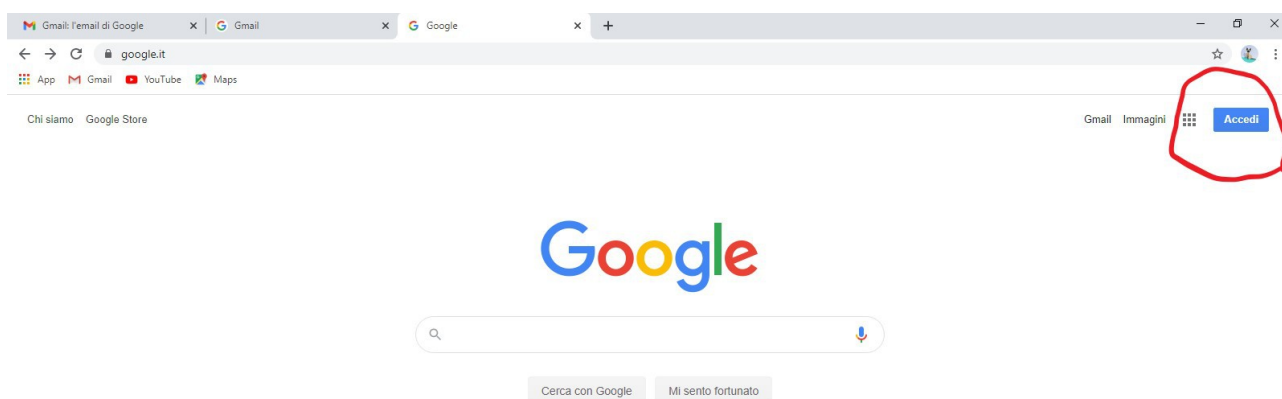 Gmail: l'email di Google Gmail Google
google.it
App Gmail YouTube Maps
Chi siamo Google Store Gmail Immagini Accedi
Google
Cerca con Google Mi sento fortunato